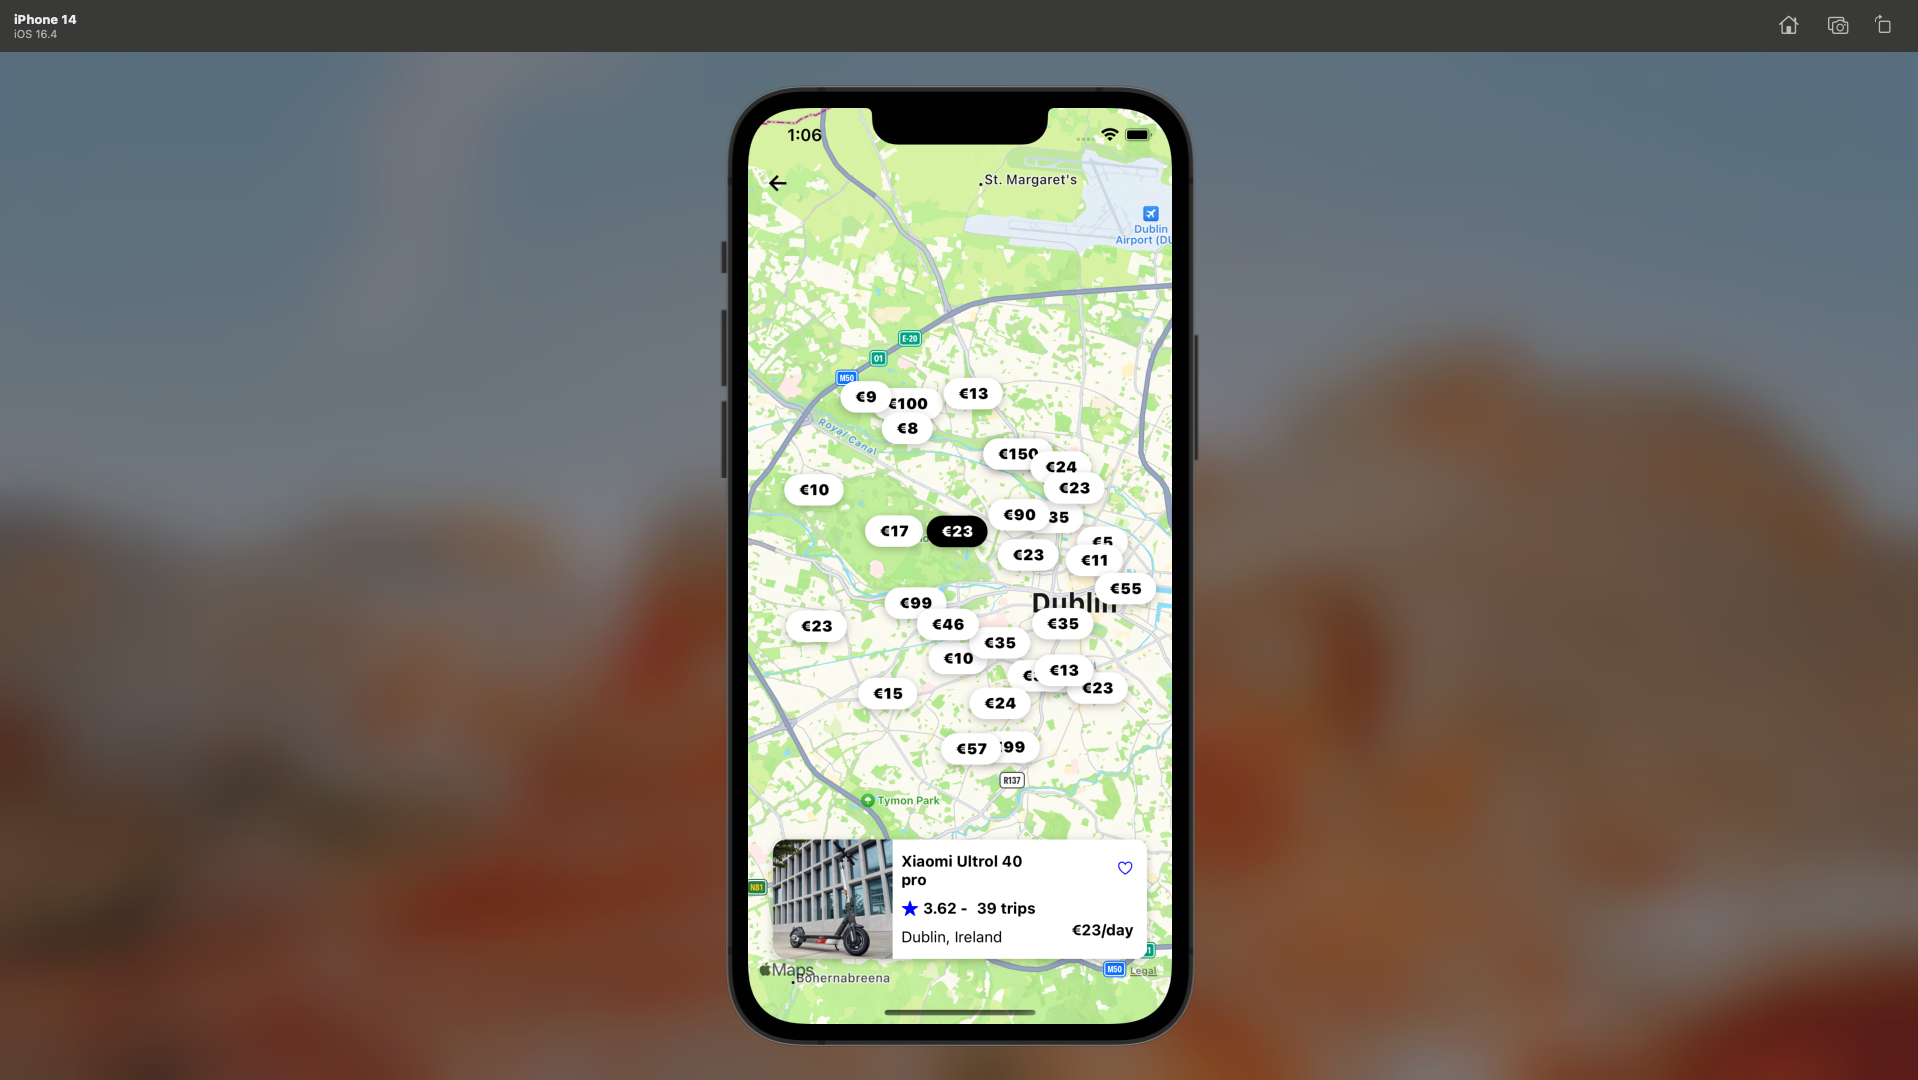 iPhone 14
iOS 16.4
1:06
St. Margaret's
Dublin
Airport (DU
E-20
01
M50
€9
€100
€13
€8
Royal Canal
€150
€24
€23
€10
€90
35
€17
€23
€5
€23
€11
€55
€99
Dublin
€23
€46
€35
€35
€10
€13
€15
€23
€24
€57
99
R137
Tymon Park
Xiaomi Ultrol 40
pro
N81
3.62 - 39 trips
€23/day
Dublin, Ireland
Maps
M50
Legal
Bohernabreena